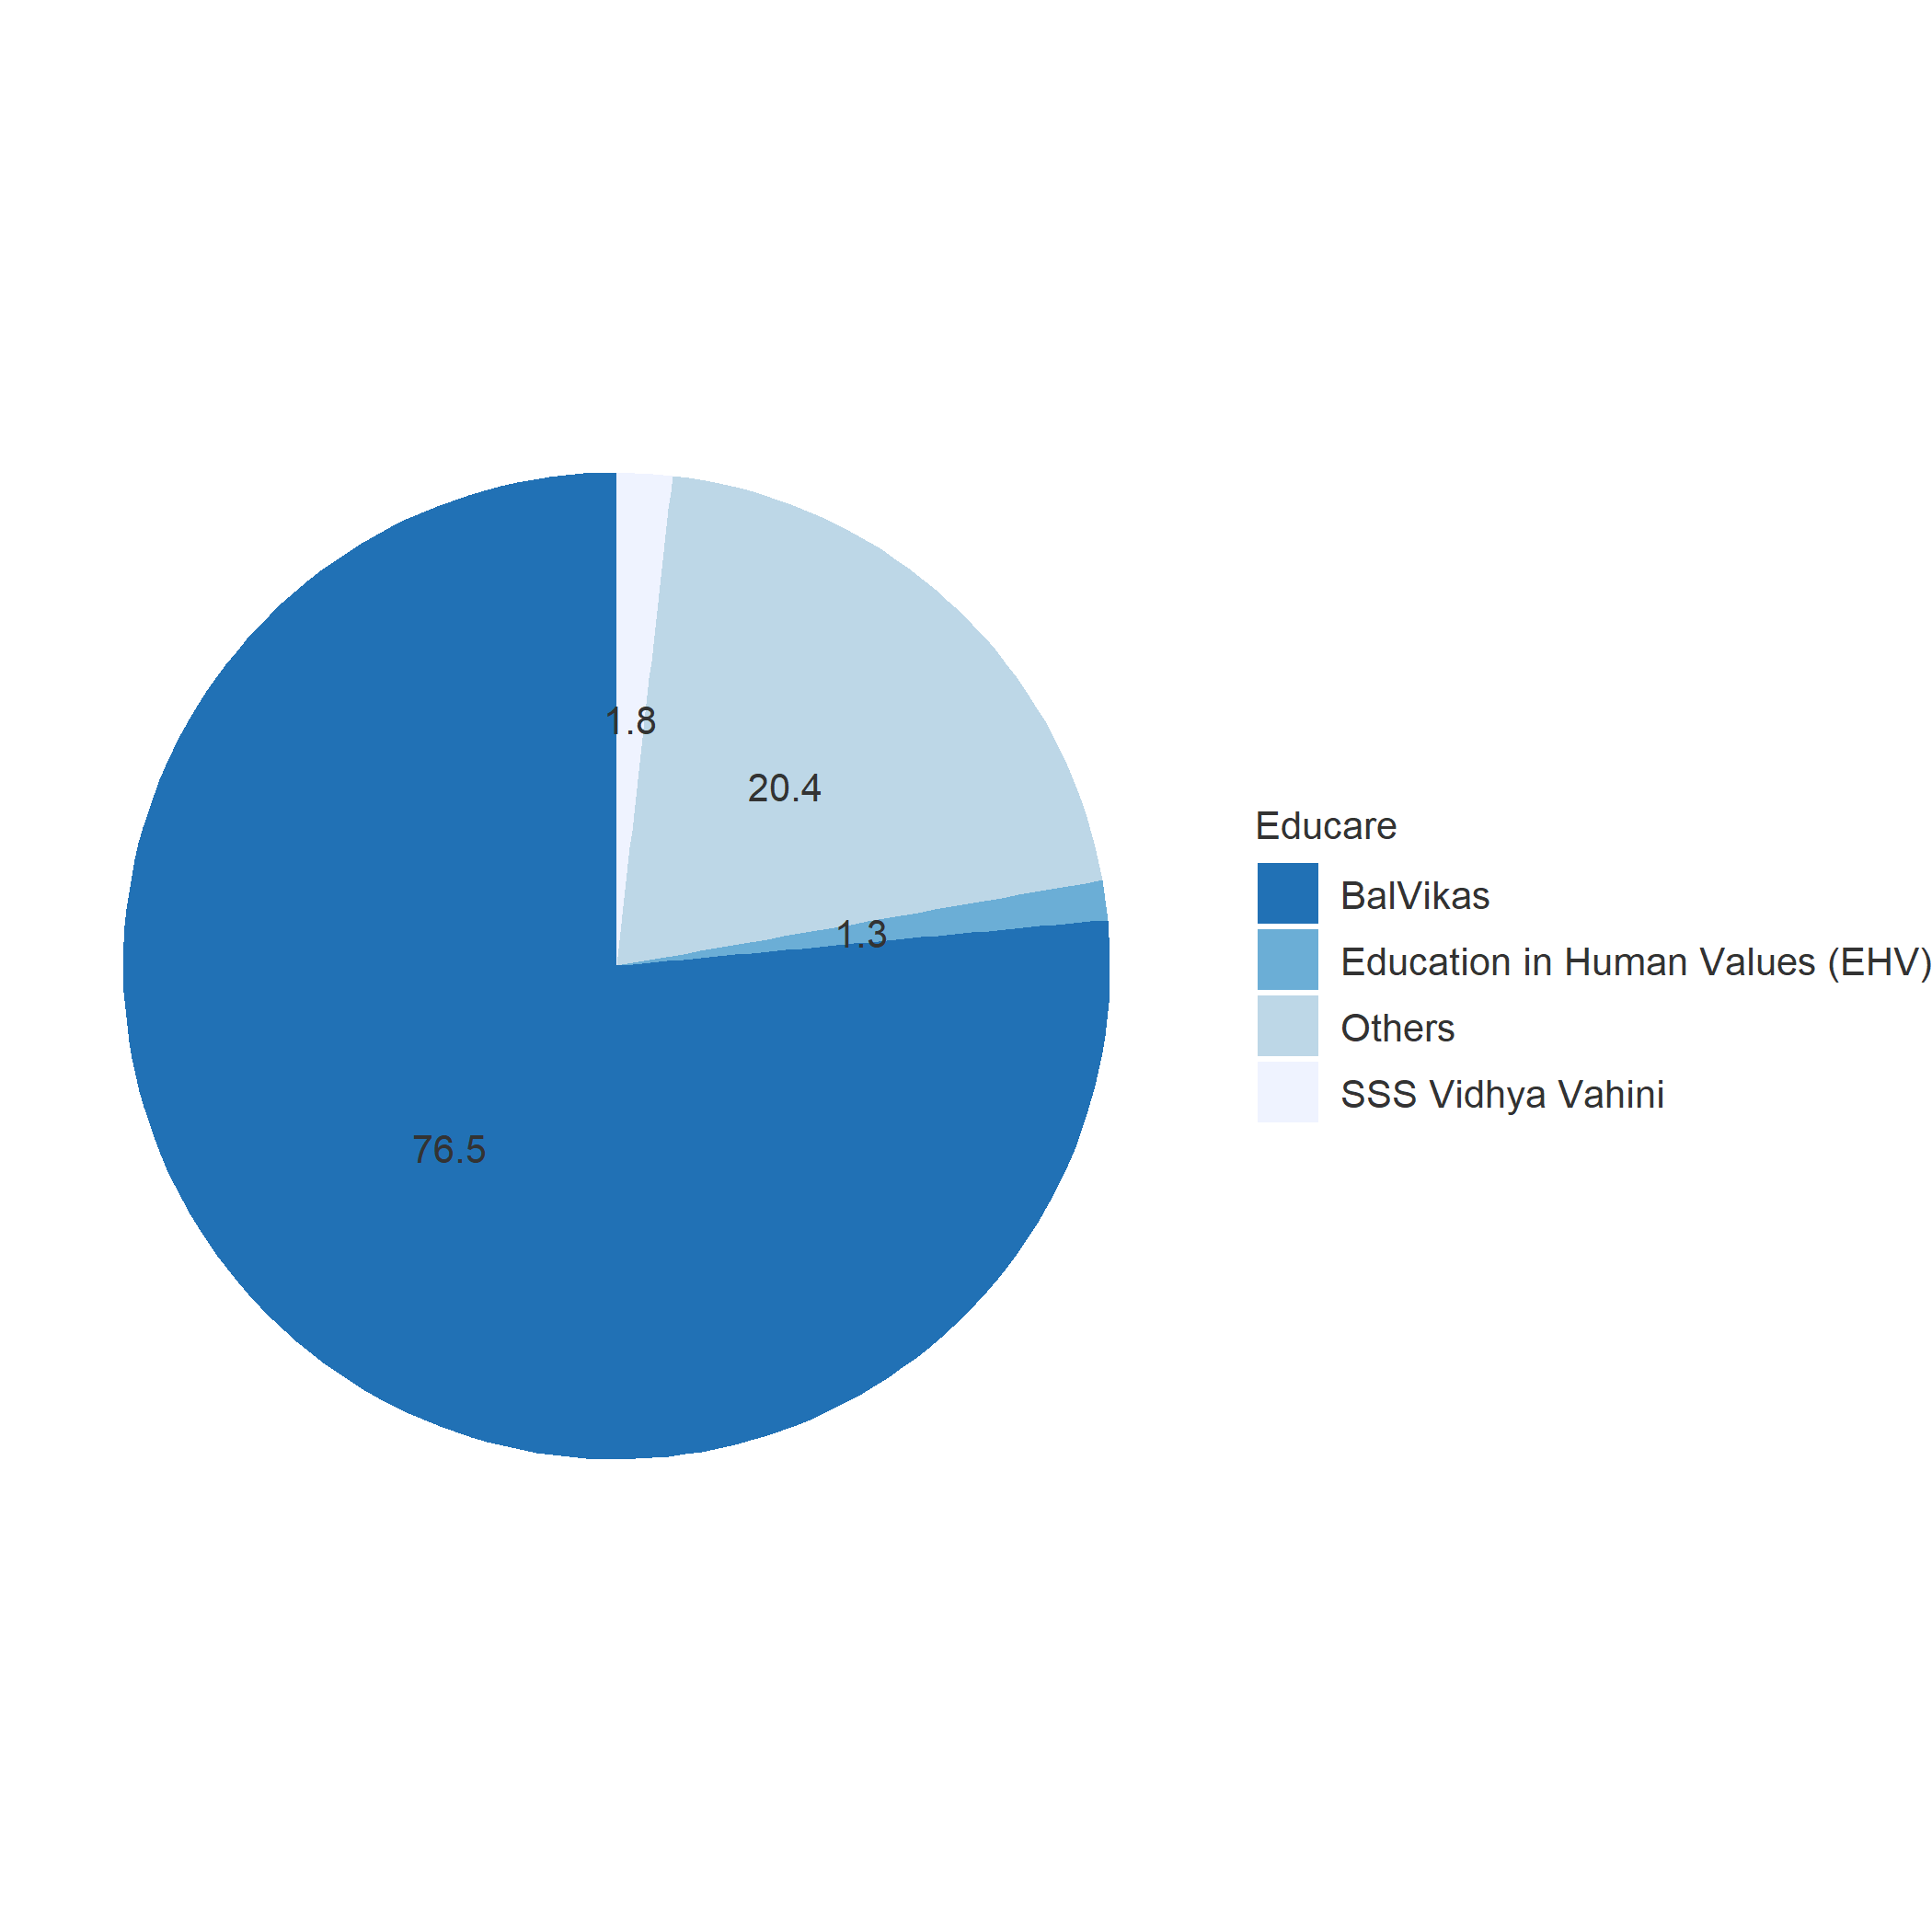 1.8
20.4
1.3
76.5
Educare
BalVikas
Education in Human Values (EHV)
Others
SSS Vidhya Vahini